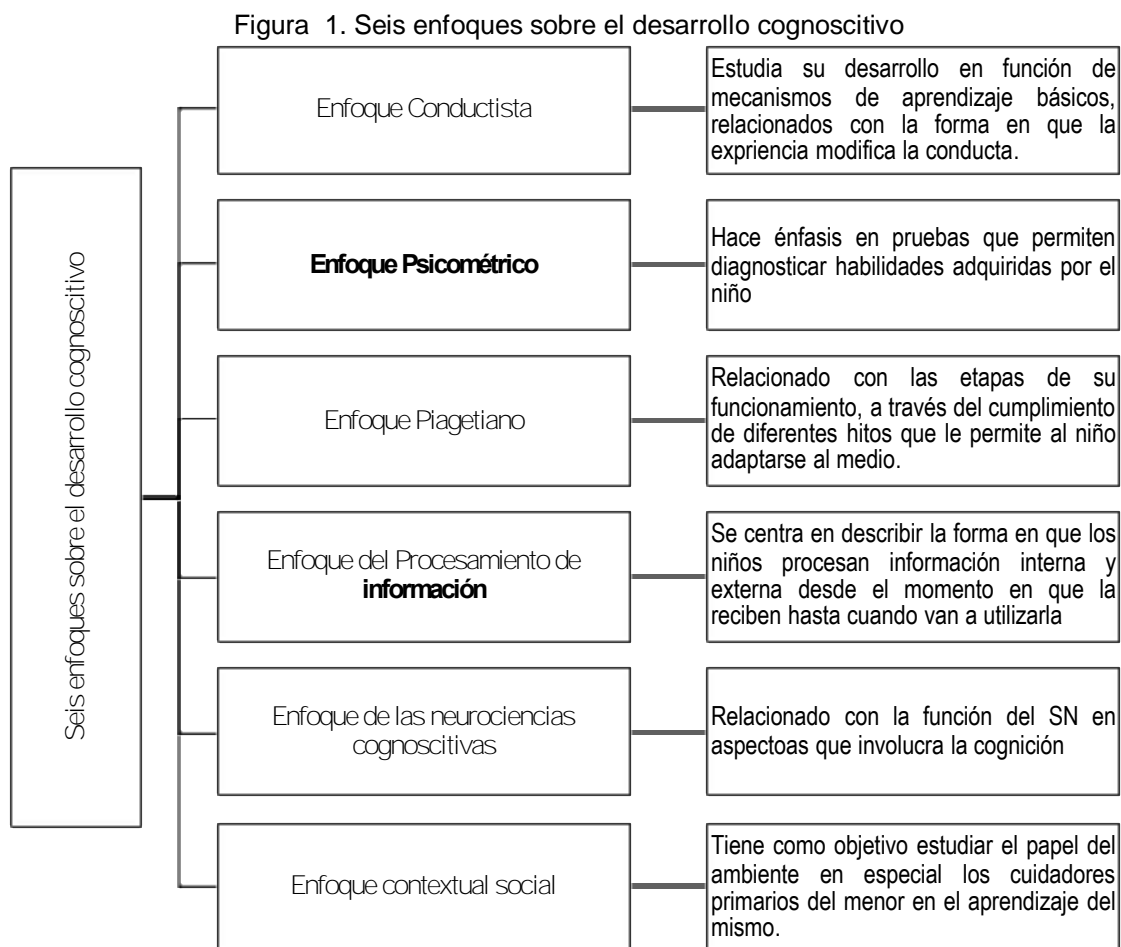 Figura 1. Seis enfoques sobre el desarrollo cognoscitivo
Seis enfoques sobre el desarrollo cognoscitivo
Enfoque Conductista
Estudia su desarrollo en función de
mecanismos de aprendizaje básicos,
relacionados con la forma en que la
expriencia modifica la conducta.
Enfoque Psicométrico
Hace énfasis en pruebas que permiten
diagnosticar habilidades adquiridas por el
niño
Enfoque Piagetiano
Relacionado con las etapas de su
funcionamiento, a través del cumplimiento
de diferentes hitos que le permite al niño
adaptarse al medio.
Enfoque del Procesamiento de
información
Se centra en describir la forma en que los
niños procesan información interna y
externa desde el momento en que la
reciben hasta cuando van a utilizarla
Enfoque de las neurociencias
cognoscitivas
Relacionado con la función del SN en
aspectoas que involucra la cognición
Enfoque contextual social
Tiene como objetivo estudiar el papel del
ambiente en especial los cuidadores
primarios del menor en el aprendizaje del
mismo.